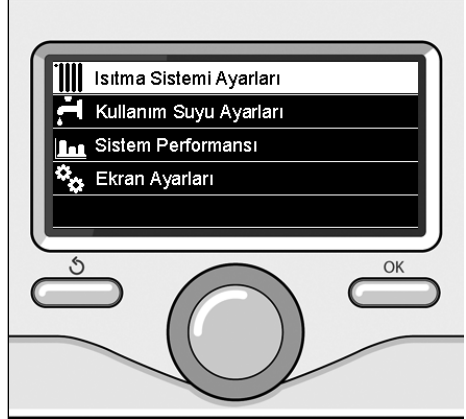 Isıtma Sistemi Ayarları
Kullanım Suyu Ayarları
Sistem Performansı
Ekran Ayarları
OK